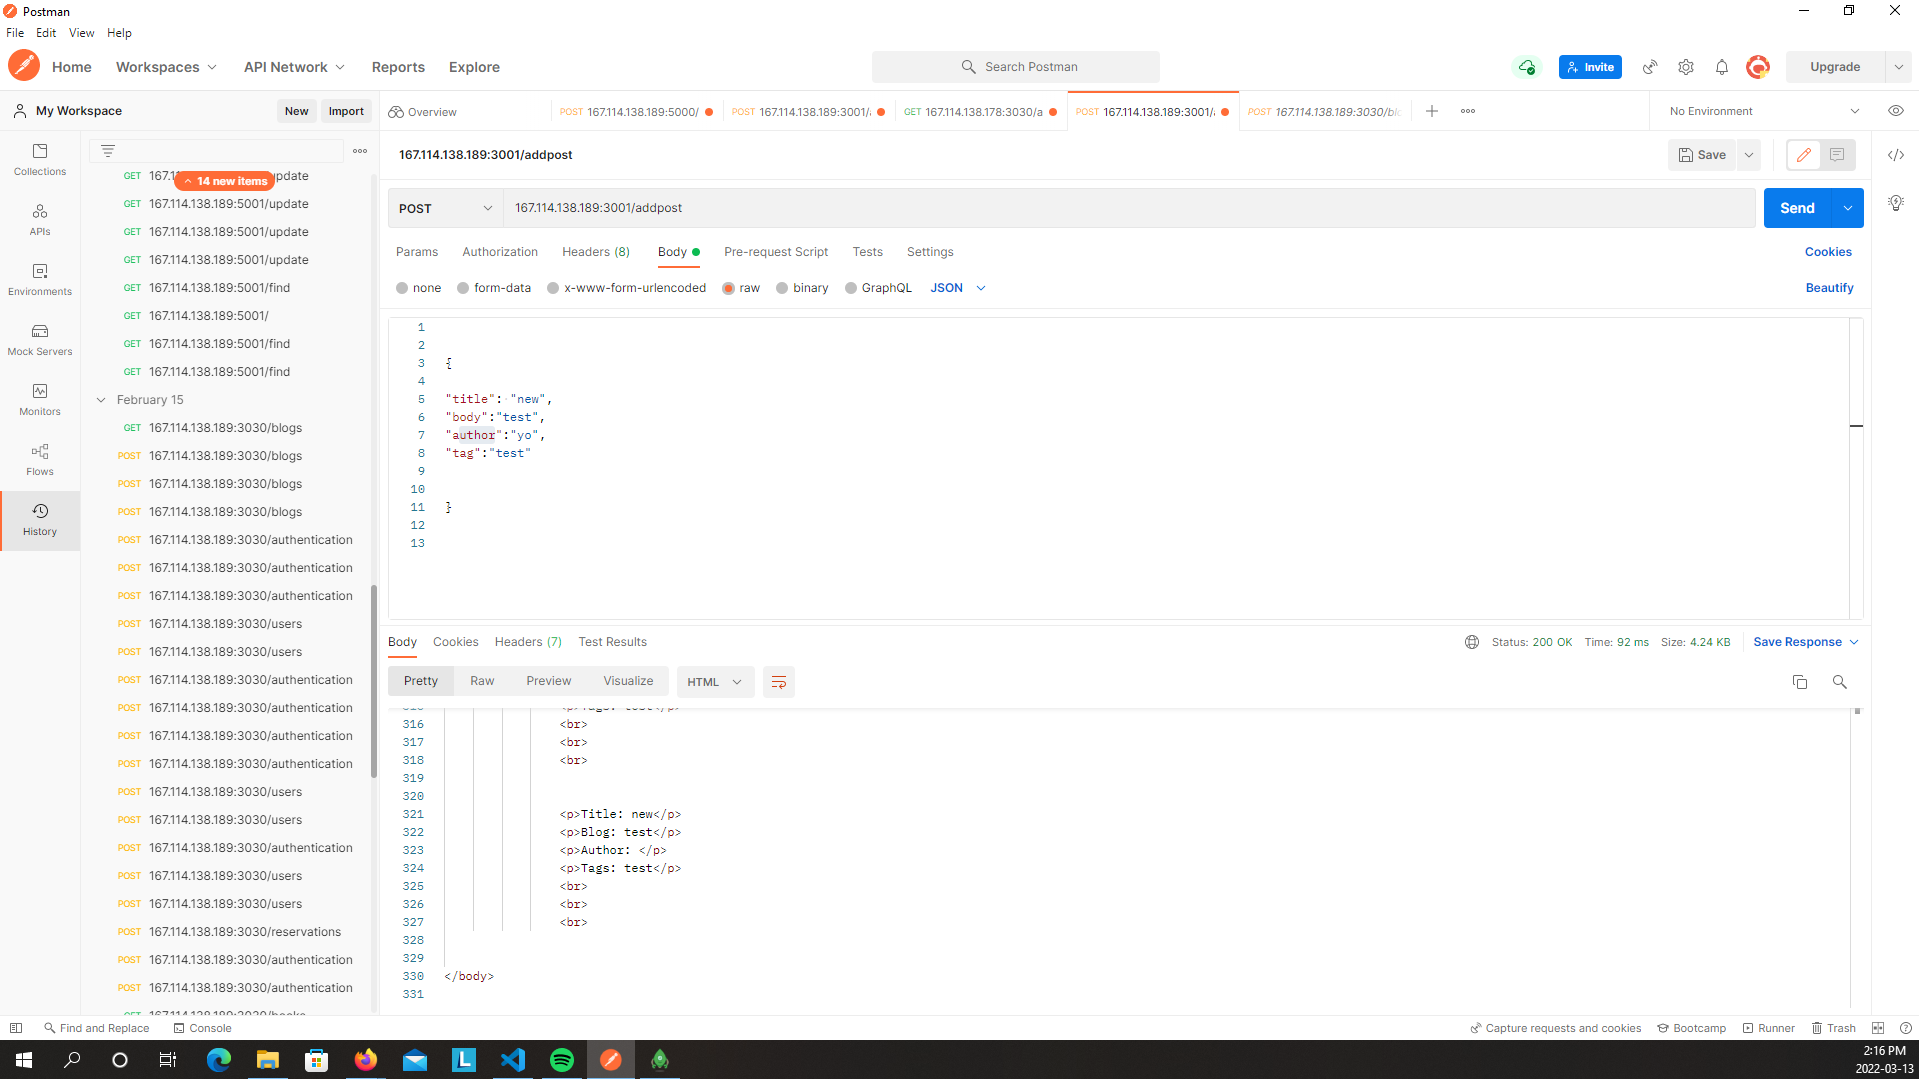 Postman
File Edit View Help
Home Workspaces API Network Reports Explore
Search Postman
Invite
Upgrade
My Workspace
New Import
Overview
POST 167.114.138.189:5000/
POST 167.114.138.189:3001/
GET 167.114.138.178:3030/a
POST 167.114.138.189:3001/
POST 167.114.138.189:3030/blo
No Environment
Collections
APIs
Environments
Mock Servers
Monitors
Flows
History
14 new items
GET 167.11 update
GET 167.114.138.189:5001/update
GET 167.114.138.189:5001/update
GET 167.114.138.189:5001/update
GET 167.114.138.189:5001/find
GET 167.114.138.189:5001/
GET 167.114.138.189:5001/find
GET 167.114.138.189:5001/find
February 15
GET 167.114.138.189:3030/blogs
POST 167.114.138.189:3030/blogs
POST 167.114.138.189:3030/blogs
POST 167.114.138.189:3030/blogs
POST 167.114.138.189:3030/authentication
POST 167.114.138.189:3030/authentication
POST 167.114.138.189:3030/authentication
POST 167.114.138.189:3030/users
POST 167.114.138.189:3030/users
POST 167.114.138.189:3030/authentication
POST 167.114.138.189:3030/authentication
POST 167.114.138.189:3030/authentication
POST 167.114.138.189:3030/authentication
POST 167.114.138.189:3030/users
POST 167.114.138.189:3030/users
POST 167.114.138.189:3030/authentication
POST 167.114.138.189:3030/users
POST 167.114.138.189:3030/users
POST 167.114.138.189:3030/reservations
POST 167.114.138.189:3030/authentication
POST 167.114.138.189:3030/authentication
167.114.138.189:3001/addpost
Save
POST 167.114.138.189:3001/addpost
Send
Params Authorization Headers (8) Body Pre-request Script Tests Settings
Cookies
none form-data x-www-form-urlencoded raw binary GraphQL JSON
Beautify
1
2
3 {
4
5 "title": "new",
6 "body":"test",
7 "author":"yo",
8 "tag":"test"
9
10
11 }
12
13
Body Cookies Headers (7) Test Results
Status: 200 OK Time: 92 ms Size: 4.24 KB Save Response
Pretty Raw Preview Visualize HTML
315 <p>Tags: test</p>
316 <br>
317 <br>
318 <br>
319
320
321 <p>Title: new</p>
322 <p>Blog: test</p>
323 <p>Author: </p>
324 <p>Tags: test</p>
325 <br>
326 <br>
327 <br>
328
329
330 </body>
331
Find and Replace Console
Capture requests and cookies Bootcamp Runner Trash
L
2:16 PM
2022-03-13